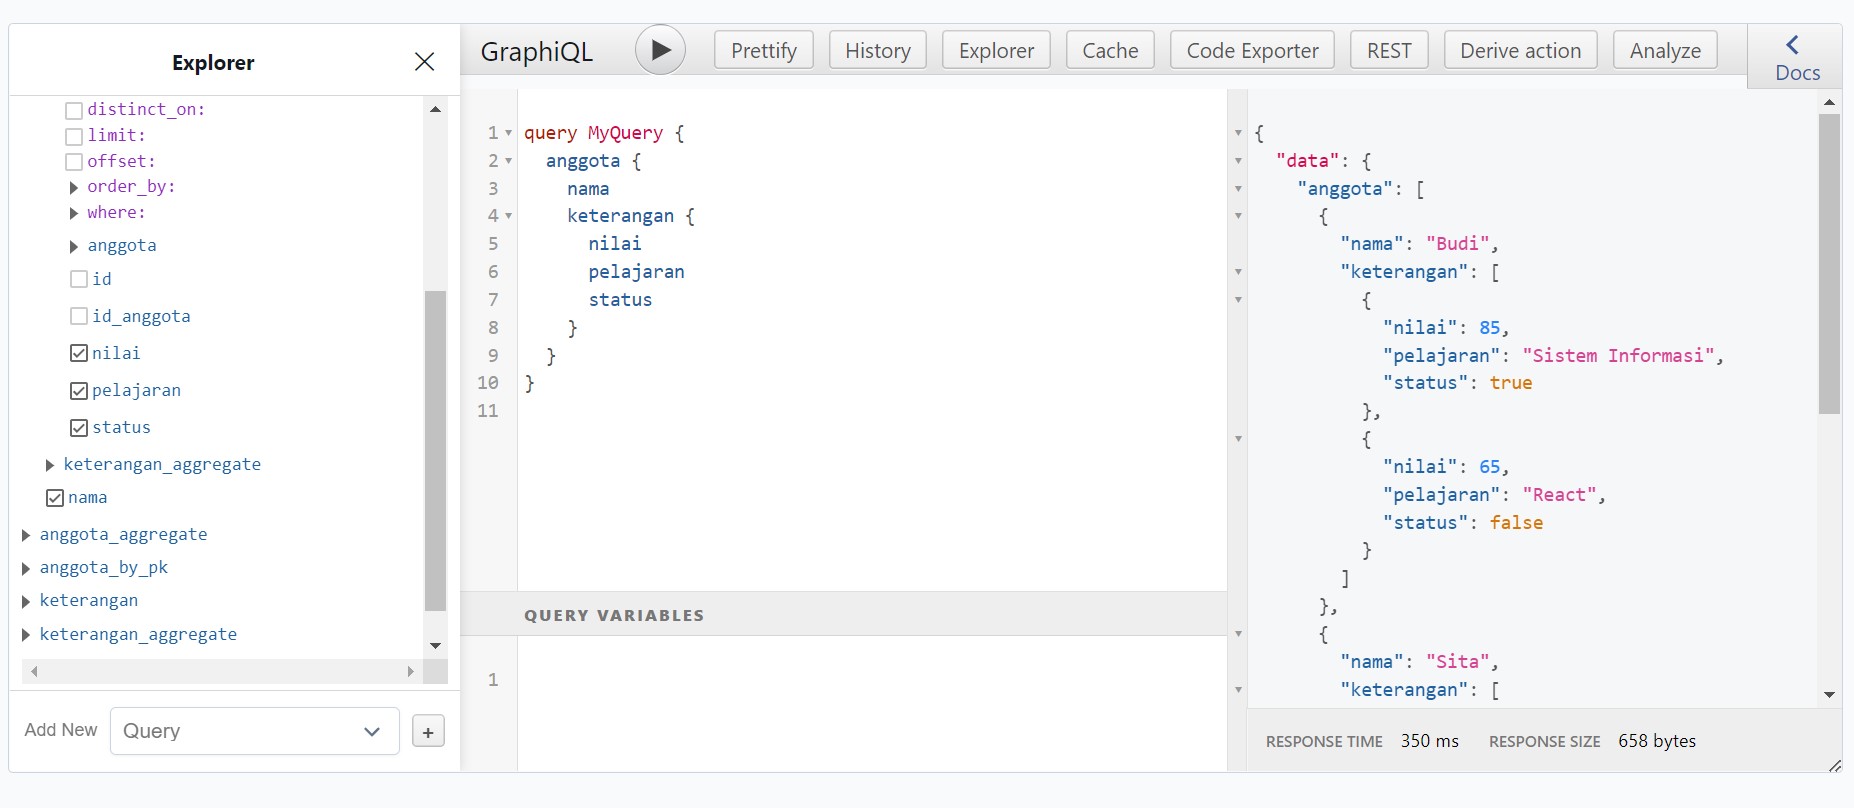 Explorer
distinct_on:
limit:
offset:
order_by:
where:
anggota
id
id_anggota
nilai
pelajaran
status
keterangan_aggregate
nama
anggota_aggregate
anggota_by_pk
keterangan
keterangan_aggregate
Add New Query +
GraphiQL Prettify History Explorer Cache Code Exporter REST Derive action Analyze Docs
1 query MyQuery {
2 anggota {
3 nama
4 keterangan {
5 nilai
6 pelajaran
7 status
8 }
9 }
10 }
11
QUERY VARIABLES
1
{
"data": {
"anggota": [
{
"nama": "Budi",
"keterangan": [
{
"nilai": 85,
"pelajaran": "Sistem Informasi",
"status": true
},
{
"nilai": 65,
"pelajaran": "React",
"status": false
}
]
},
{
"nama": "Sita",
"keterangan": [
RESPONSE TIME 350 ms RESPONSE SIZE 658 bytes